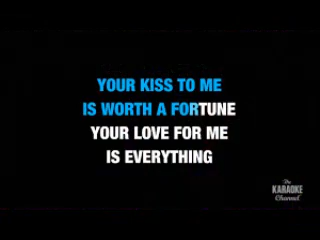 YOUR KISS TO ME
IS WORTH A FORTUNE
YOUR LOVE FOR ME
IS EVERYTHING
The
KARAOKE
Channel